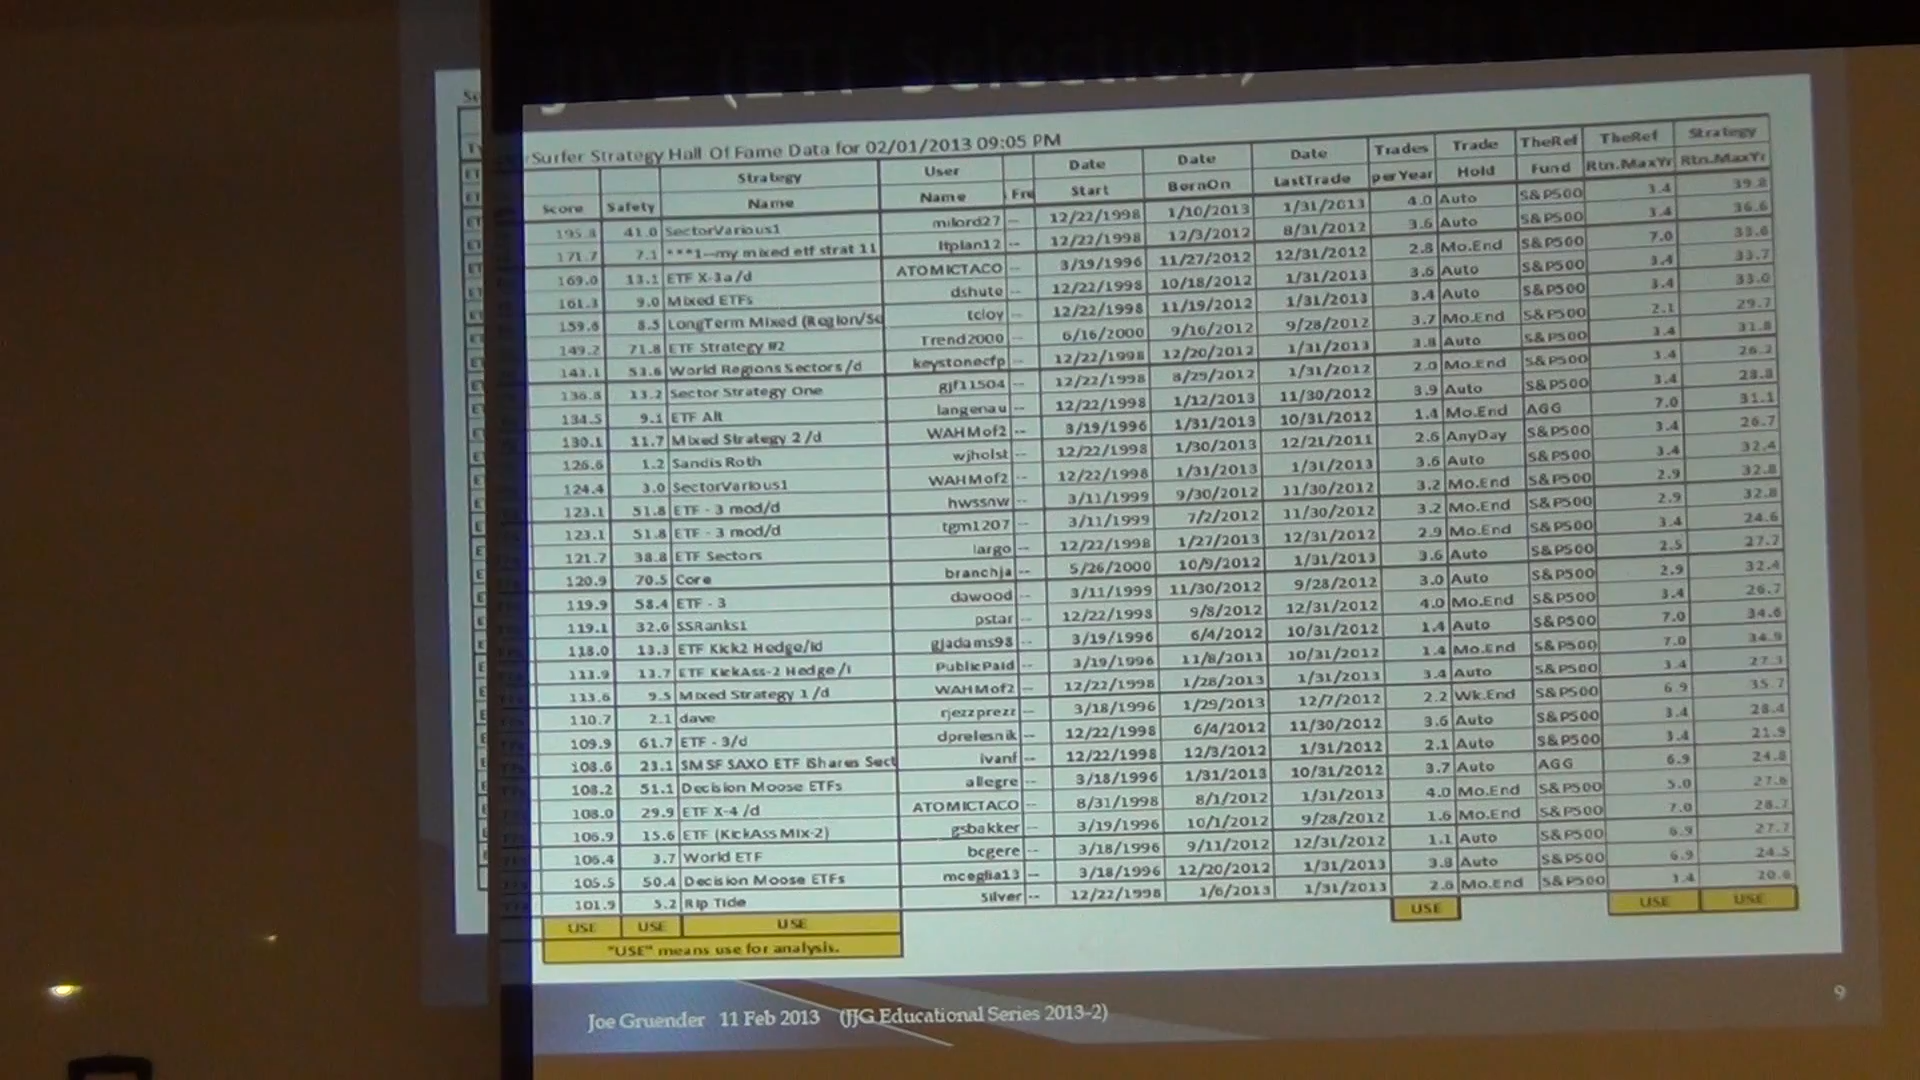 (ETF Selection)
Surfer Strategy Hall Of Fame Data for 02/01/2013 09:05 PM
Score Safety Strategy Name User Name Fre Date Start Date BornOn Date LastTrade Trades perYear Trade Hold TheRef Fund TheRef Rtn.MaxYr Strategy Rtn.MaxYr
195.8 41.0 SectorVarious1 milord27 -- 12/22/1998 1/10/2013 1/31/2013 4.0 Auto S&P500 3.4 39.8
171.7 7.1 ***1--my mixed etf strat 11 ltplan12 -- 12/22/1998 12/3/2012 8/31/2012 3.6 Auto S&P500 3.4 36.6
169.0 13.1 ETF X-3a/d ATOMICTACO -- 3/19/1996 11/27/2012 12/31/2012 2.8 Mo.End S&P500 7.0
161.3 9.0 Mixed ETFs dshute -- 12/22/1998 10/18/2012 1/31/2013 3.6 Auto S&P500 3.4 33.7
159.6 8.5 LongTerm Mixed (Region/Se tcloy -- 12/22/1998 11/19/2012 1/31/2013 3.4 Auto S&P500 3.4 33.0
149.2 71.8 ETF Strategy #2 Trend2000 -- 6/16/2000 9/16/2012 9/28/2012 3.7 Mo.End S&P500 2.1 29.7
143.1 53.6 World Regions Sectors /d keystonecfp -- 12/22/1998 12/20/2012 1/31/2013 3.8 Auto S&P500 3.4 31.8
136.8 13.2 Sector Strategy One gjf11504 -- 12/22/1998 8/29/2012 1/31/2013 2.0 Mo.End S&P500 3.4 26.2
134.5 9.1 ETF Alt langenau -- 12/22/1998 1/12/2013 11/30/2012 3.9 Auto S&P500 3.4 28.8
130.1 11.7 Mixed Strategy 2 /d WAHMof2 -- 3/19/1996 1/31/2013 10/31/2012 1.4 Mo.End AGG 7.0 31.1
126.6 1.2 Sandis Roth wjholst -- 12/22/1998 1/30/2013 12/21/2011 2.6 AnyDay S&P500 3.4 26.7
124.4 3.0 SectorVarious1 WAHMof2 -- 12/22/1998 1/31/2013 1/31/2013 3.6 Auto S&P500 3.4 32.4
123.1 51.8 ETF - 3 mod/d hwssnw -- 3/11/1999 9/30/2012 11/30/2012 3.2 Mo.End S&P500 2.9 32.8
123.1 51.8 ETF - 3 mod/d tgm1207 -- 3/11/1999 7/2/2012 11/30/2012 3.2 Mo.End S&P500 2.9 32.8
121.7 38.8 ETF Sectors largo -- 12/22/1998 1/27/2013 12/31/2012 2.9 Mo.End S&P500 3.4 24.6
120.9 70.5 Core branchja -- 5/26/2000 10/9/2012 1/31/2013 3.6 Auto S&P500 2.5 27.7
119.9 58.4 ETF - 3 dawood -- 3/11/1999 11/30/2012 9/28/2012 3.0 Auto S&P500 2.9 32.4
119.1 32.0 SSRanks1 pstar -- 12/22/1998 9/8/2012 12/31/2012 4.0 Mo.End S&P500 3.4 26.7
118.0 13.3 ETF Kick2 Hedge/id gjadams98 -- 3/19/1996 6/4/2012 10/31/2012 1.4 Auto S&P500 7.0 34.6
113.9 13.7 ETF KickAss-2 Hedge /i PublicPaid -- 3/19/1996 11/8/2011 10/31/2012 1.4 Mo.End S&P500 7.0 34.9
113.6 9.5 Mixed Strategy 1 /d WAHMof2 -- 12/22/1998 1/28/2013 1/31/2013 3.4 Auto S&P500 3.4 27.3
110.7 2.1 dave rjezzprezz -- 3/18/1996 1/29/2013 12/7/2012 2.2 Wk.End S&P500 6.9 35.7
109.9 61.7 ETF - 3/d dprelesnik -- 12/22/1998 6/4/2012 11/30/2012 3.6 Auto S&P500 3.4 28.4
108.6 23.1 SMSF SAXO ETF iShares Sect ivanf -- 12/22/1998 12/3/2012 1/31/2012 2.1 Auto S&P500 3.4 21.9
108.2 51.1 Decision Moose ETFs allegre -- 3/18/1996 1/31/2013 10/31/2012 3.7 Auto AGG 6.9 24.8
108.0 29.9 ETF X-4 /d ATOMICTACO -- 8/31/1998 8/1/2012 1/31/2013 4.0 Mo.End S&P500 5.0 27.6
106.9 15.6 ETF (KickAss Mix-2) gsbakker -- 3/19/1996 10/1/2012 9/28/2012 1.6 Mo.End S&P500 7.0 28.7
106.4 3.7 World ETF bcgere -- 3/18/1996 9/11/2012 12/31/2012 1.1 Auto S&P500 6.9 27.7
105.5 50.4 Decision Moose ETFs mceglia13 -- 3/18/1996 12/20/2012 1/31/2013 3.8 Auto S&P500 6.9 24.5
101.9 5.2 Rip Tide Silver -- 12/22/1998 1/6/2013 1/31/2013 2.6 Mo.End S&P500 3.4 20.6
USE USE USE USE USE USE
"USE" means use for analysis.
9
Joe Gruender 11 Feb 2013 (JJG Educational Series 2013-2)